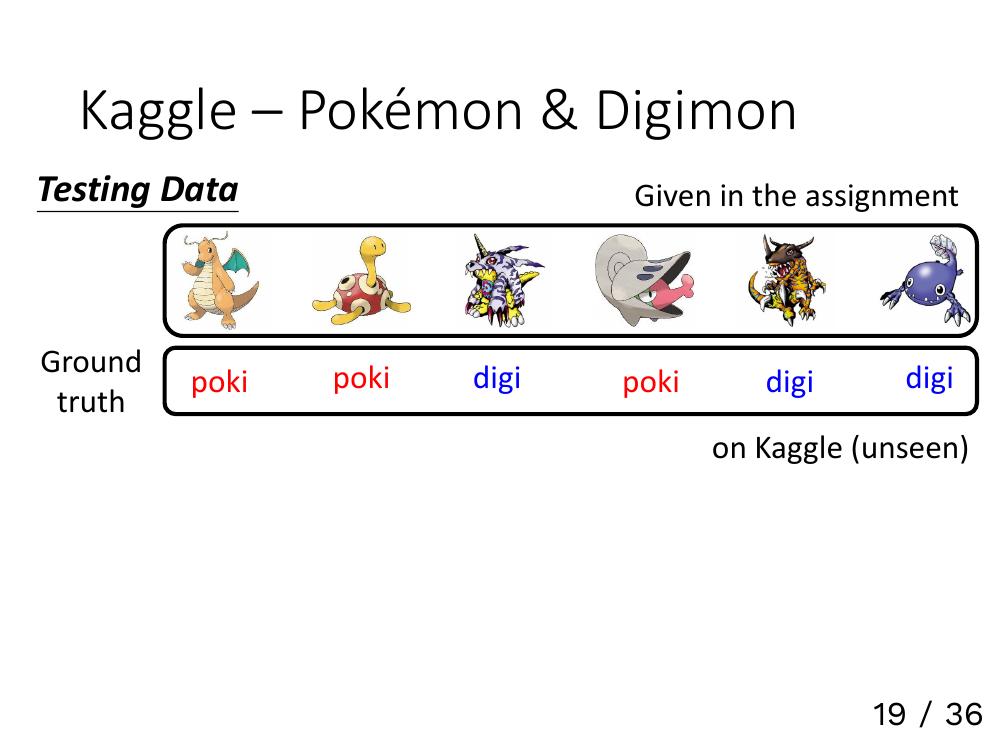 Kaggle – Pokémon & Digimon
Testing Data
Given in the assignment
Ground
truth
poki poki digi poki digi digi
on Kaggle (unseen)
19 / 36